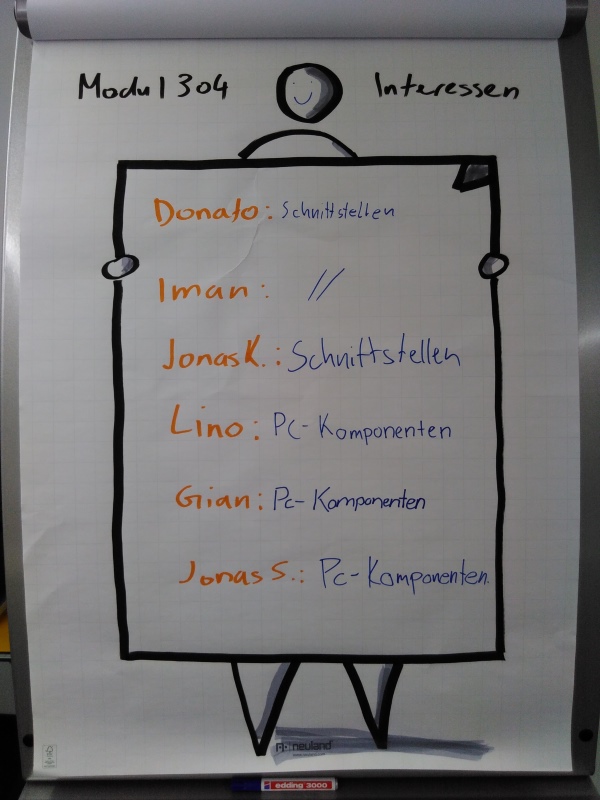 Modul 304 Interessen
Donato: Schnittstellen
Iman: //
Jonas K.: Schnittstellen
Lino: PC-Komponenten
Gian: Pc-Komponenten
Jonas S.: Pc-Komponenten.
neuland
edding 3000